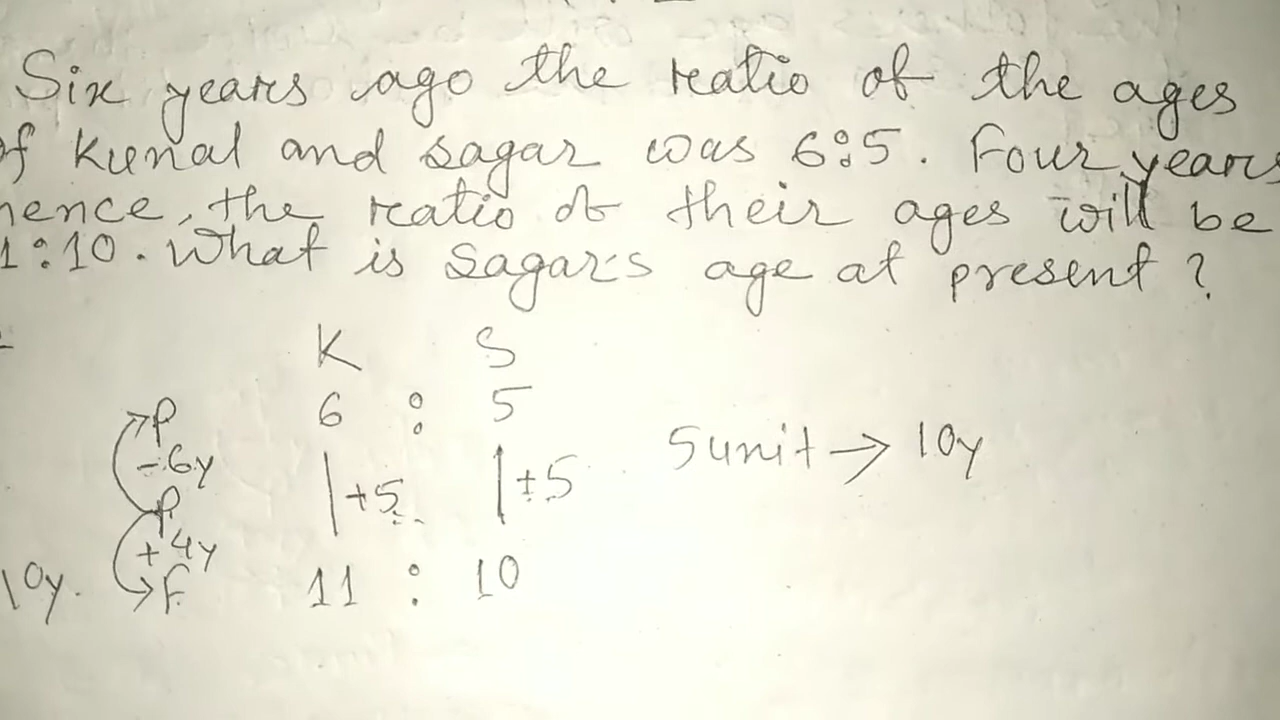 Six years ago the ratio of the ages
of Kunal and Sagar was 6:5. Four years
hence, the ratio of their ages will be
1:10. What is Sagar's age at present?
K S
P 6 : 5
-6y
5unit → 10y
P +5 +5
+4y
10y. F. 11 : 10